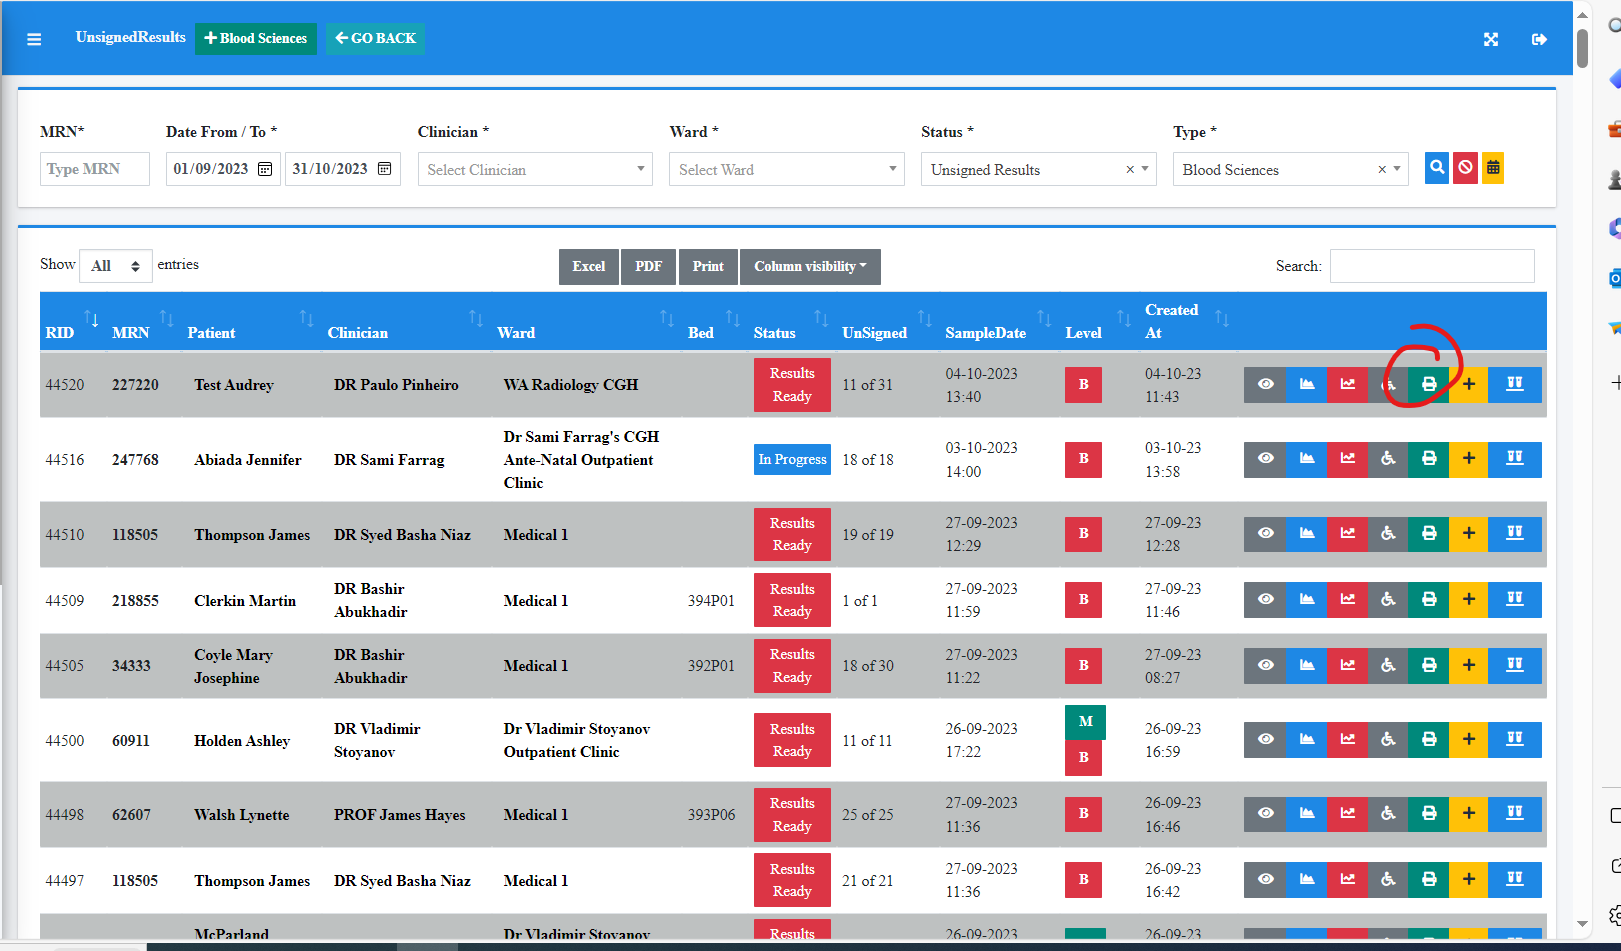 UnsignedResults + Blood Sciences GO BACK
MRN* Date From / To * Clinician * Ward * Status * Type *
Type MRN 01/09/2023 31/10/2023 Select Clinician Select Ward Unsigned Results × Blood Sciences ×
Show All entries Excel PDF Print Column visibility Search:
RID MRN Patient Clinician Ward Bed Status UnSigned SampleDate Level Created At
44520 227220 Test Audrey DR Paulo Pinheiro WA Radiology CGH Results Ready 11 of 31 04-10-2023 13:40 B 04-10-23 11:43
44516 247768 Abiada Jennifer DR Sami Farrag Dr Sami Farrag's CGH Ante-Natal Outpatient Clinic In Progress 18 of 18 03-10-2023 14:00 B 03-10-23 13:58
44510 118505 Thompson James DR Syed Basha Niaz Medical 1 Results Ready 19 of 19 27-09-2023 12:29 B 27-09-23 12:28
44509 218855 Clerkin Martin DR Bashir Abukhadir Medical 1 394P01 Results Ready 1 of 1 27-09-2023 11:59 B 27-09-23 11:46
44505 34333 Coyle Mary Josephine DR Bashir Abukhadir Medical 1 392P01 Results Ready 18 of 30 27-09-2023 11:22 B 27-09-23 08:27
44500 60911 Holden Ashley DR Vladimir Stoyanov Dr Vladimir Stoyanov Outpatient Clinic Results Ready 11 of 11 26-09-2023 17:22 M B 26-09-23 16:59
44498 62607 Walsh Lynette PROF James Hayes Medical 1 393P06 Results Ready 25 of 25 27-09-2023 11:36 B 26-09-23 16:46
44497 118505 Thompson James DR Syed Basha Niaz Medical 1 Results Ready 21 of 21 27-09-2023 11:36 B 26-09-23 16:42
McParland Dr Vladimir Stoyanov Results 26-09-2023 26-09-23